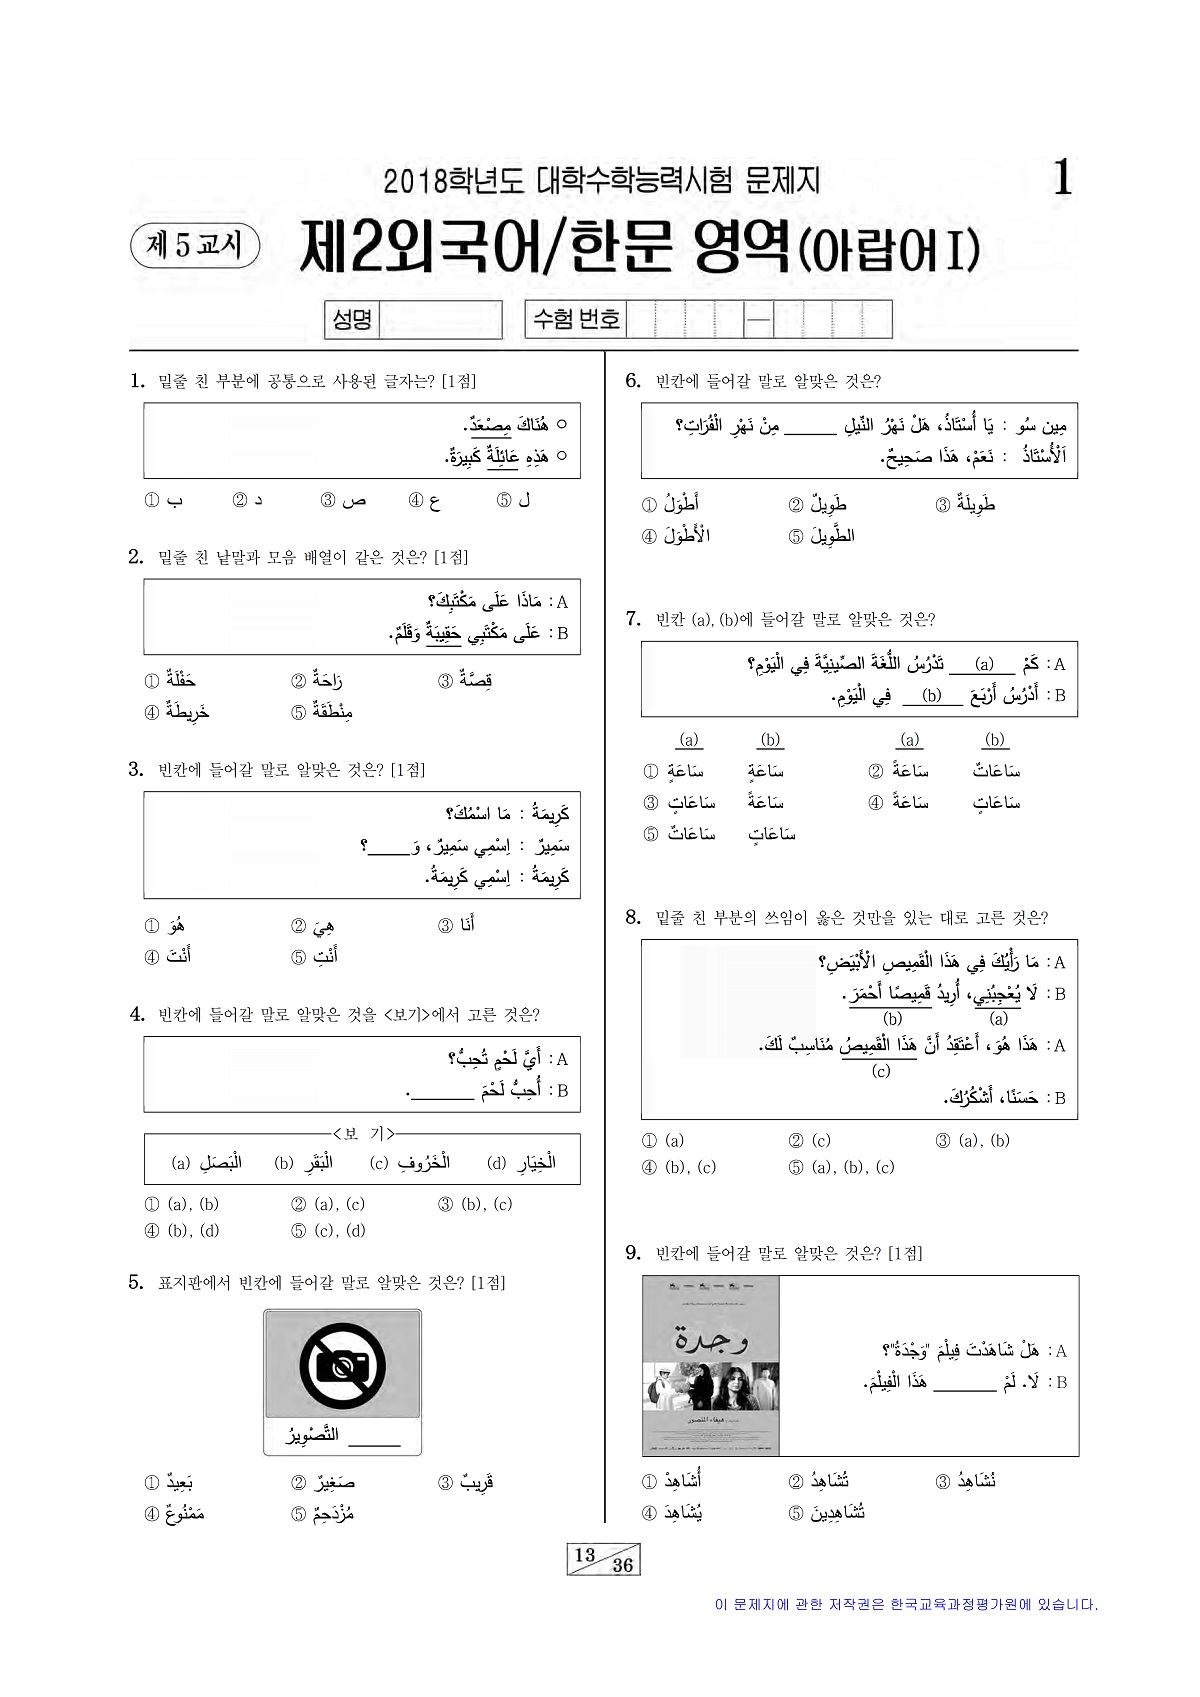 2018학년도 대학수학능력시험 문제지
1
제 5 교시
제2외국어/한문 영역(아랍어 I)
성명
수험 번호
—
1. 밑줄 친 부분에 공통으로 사용된 글자는? [1점]
○ هُنَاكَ مِصْعَدٌ.
○ هَذِهِ عَائِلَةٌ كَبِيرَةٌ.
① ب ② د ③ ص ④ ع ⑤ ل
2. 밑줄 친 낱말과 모음 배열이 같은 것은? [1점]
A : مَاذَا عَلَى مَكْتَبِكَ؟
B : عَلَى مَكْتَبِي حَقِيبَةٌ وَقَلَمٌ.
① حَفْلَةٌ ② رَاحَةٌ ③ قِصَّةٌ
④ خَرِيطَةٌ ⑤ مِنْطَقَةٌ
3. 빈칸에 들어갈 말로 알맞은 것은? [1점]
كَرِيمَةُ : مَا اسْمُكَ؟
سَمِيرٌ : اِسْمِي سَمِيرٌ، وَ_____؟
كَرِيمَةُ : اِسْمِي كَرِيمَةُ.
① هُوَ ② هِيَ ③ أَنَا
④ أَنْتَ ⑤ أَنْتِ
4. 빈칸에 들어갈 말로 알맞은 것을 <보기>에서 고른 것은?
A : أَيَّ لَحْمٍ تُحِبُّ؟
B : أُحِبُّ لَحْمَ _______.
<보 기>
(a) الْبَصَلِ (b) الْبَقَرِ (c) الْخَرُوفِ (d) الْخِيَارِ
① (a), (b) ② (a), (c) ③ (b), (c)
④ (b), (d) ⑤ (c), (d)
5. 표지판에서 빈칸에 들어갈 말로 알맞은 것은? [1점]
التَّصْوِيرُ ______
① بَعِيدٌ ② صَغِيرٌ ③ قَرِيبٌ
④ مَمْنُوعٌ ⑤ مُزْدَحِمٌ
6. 빈칸에 들어갈 말로 알맞은 것은?
مِين سُو : يَا أُسْتَاذُ، هَلْ نَهْرُ النِّيلِ ______ مِنْ نَهْرِ الْفُرَاتِ؟
اَلْأُسْتَاذُ : نَعَمْ، هَذَا صَحِيحٌ.
① أَطْوَلُ ② طَوِيلٌ ③ طَوِيلَةٌ
④ الْأَطْوَلَ ⑤ الطَّوِيلَ
7. 빈칸 (a), (b)에 들어갈 말로 알맞은 것은?
A : كَمْ __(a)__ تَدْرُسُ اللُّغَةَ الصِّينِيَّةَ فِي الْيَوْمِ؟
B : أَدْرُسُ أَرْبَعَ __(b)__ فِي الْيَوْمِ.
(a) (b) (a) (b)
① سَاعَةٍ سَاعَةٍ ② سَاعَةً سَاعَاتٌ
③ سَاعَاتٍ سَاعَةً ④ سَاعَةً سَاعَاتٍ
⑤ سَاعَاتٌ سَاعَاتٍ
8. 밑줄 친 부분의 쓰임이 옳은 것만을 있는 대로 고른 것은?
A : مَا رَأْيُكَ فِي هَذَا الْقَمِيصِ الْأَبْيَضِ؟
B : لَا يُعْجِبُنِي، أُرِيدُ قَمِيصًا أَحْمَرَ.
(b) (a)
A : هَذَا هُوَ، أَعْتَقِدُ أَنَّ هَذَا الْقَمِيصُ مُنَاسِبٌ لَكَ.
(c)
B : حَسَنًا، أَشْكُرُكَ.
① (a) ② (c) ③ (a), (b)
④ (b), (c) ⑤ (a), (b), (c)
9. 빈칸에 들어갈 말로 알맞은 것은? [1점]
وجدة
هيفاء المنصور
A : هَلْ شَاهَدْتَ فِيلْمَ "وَجْدَةُ"؟
B : لَا. لَمْ _______ هَذَا الْفِيلْمَ.
① أُشَاهِدْ ② تُشَاهِدُ ③ نُشَاهِدُ
④ يُشَاهِدَ ⑤ تُشَاهِدِينَ
13 36
이 문제지에 관한 저작권은 한국교육과정평가원에 있습니다.